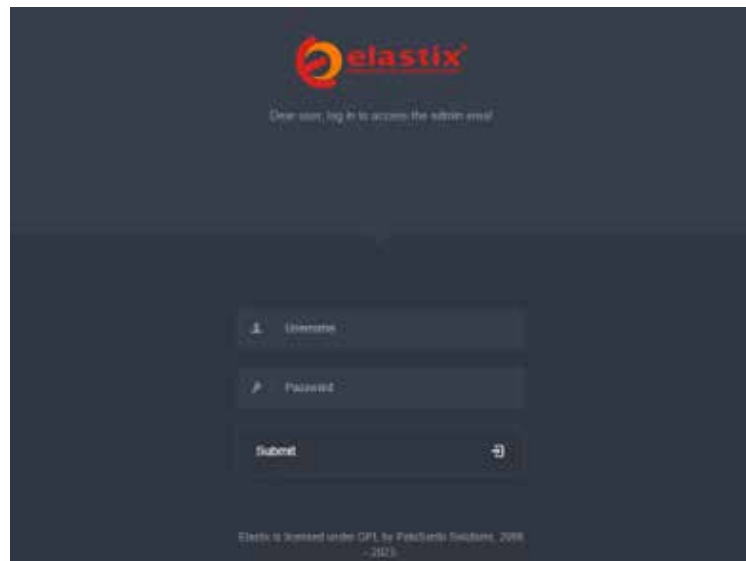 elastix
Dear user, log in to access the admin area!
Username
Password
Submit
Elastix is licensed under GPL by PaloSanto Solutions. 2006
- 2023.